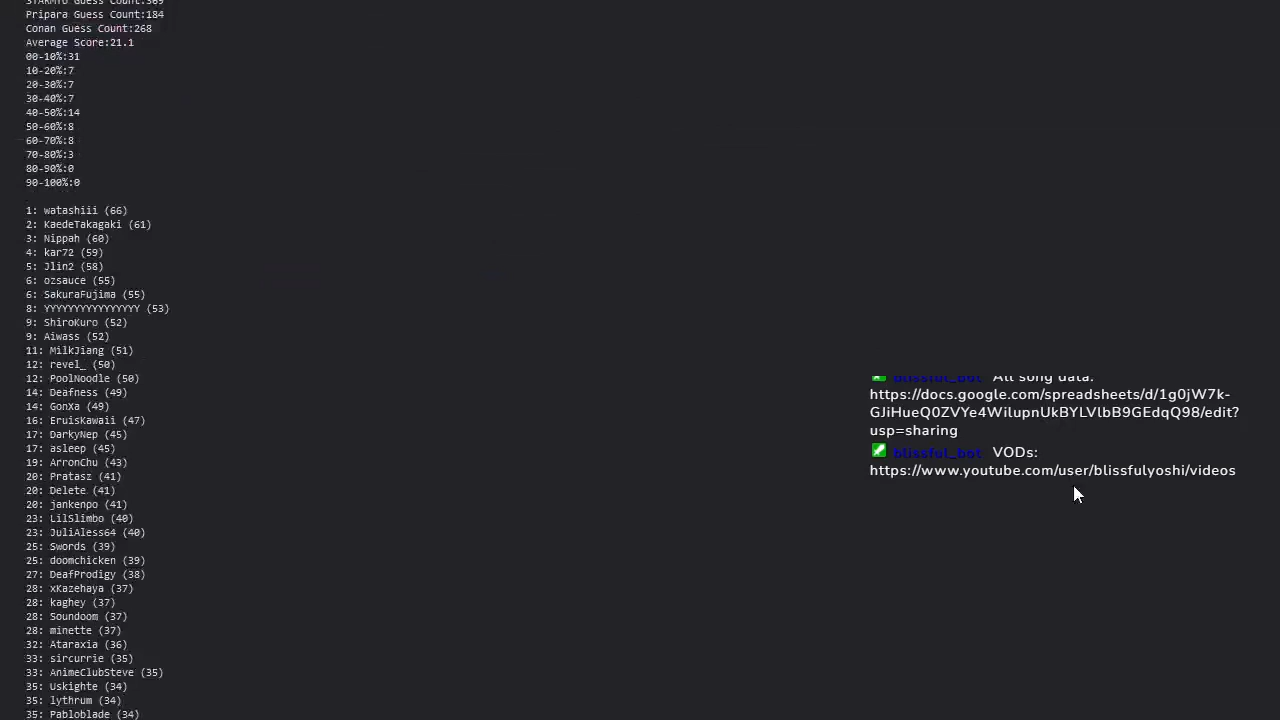 STARMYU Guess Count:369
Pripara Guess Count:184
Conan Guess Count:268
Average Score:21.1
00-10%:31
10-20%:7
20-30%:7
30-40%:7
40-50%:14
50-60%:8
60-70%:8
70-80%:3
80-90%:0
90-100%:0
1: watashiii (66)
2: KaedeTakagaki (61)
3: Nippah (60)
4: kar72 (59)
5: Jlin2 (58)
6: ozsauce (55)
6: SakuraFujima (55)
8: YYYYYYYYYYYYYYYY (53)
9: ShiroKuro (52)
9: Aiwass (52)
11: MilkJiang (51)
12: revel_ (50)
12: PoolNoodle (50)
14: Deafness (49)
14: GonXa (49)
16: EruisKawaii (47)
17: DarkyNep (45)
17: asleep (45)
19: ArronChu (43)
20: Pratasz (41)
20: Delete (41)
20: jankenpo (41)
23: LilSlimbo (40)
23: JuliAless64 (40)
25: Swords (39)
25: doomchicken (39)
27: DeafProdigy (38)
28: xKazehaya (37)
28: kaghey (37)
28: Soundoom (37)
28: minette (37)
32: Ataraxia (36)
33: sircurrie (35)
33: AnimeClubSteve (35)
35: Uskighte (34)
35: lythrum (34)
35: Pabloblade (34)
blissful_bot All song data:
https://docs.google.com/spreadsheets/d/1g0jW7k-
GJiHueQ0ZVYe4WilupnUkBYLVlbB9GEdqQ98/edit?
usp=sharing
blissful_bot VODs:
https://www.youtube.com/user/blissfulyoshi/videos